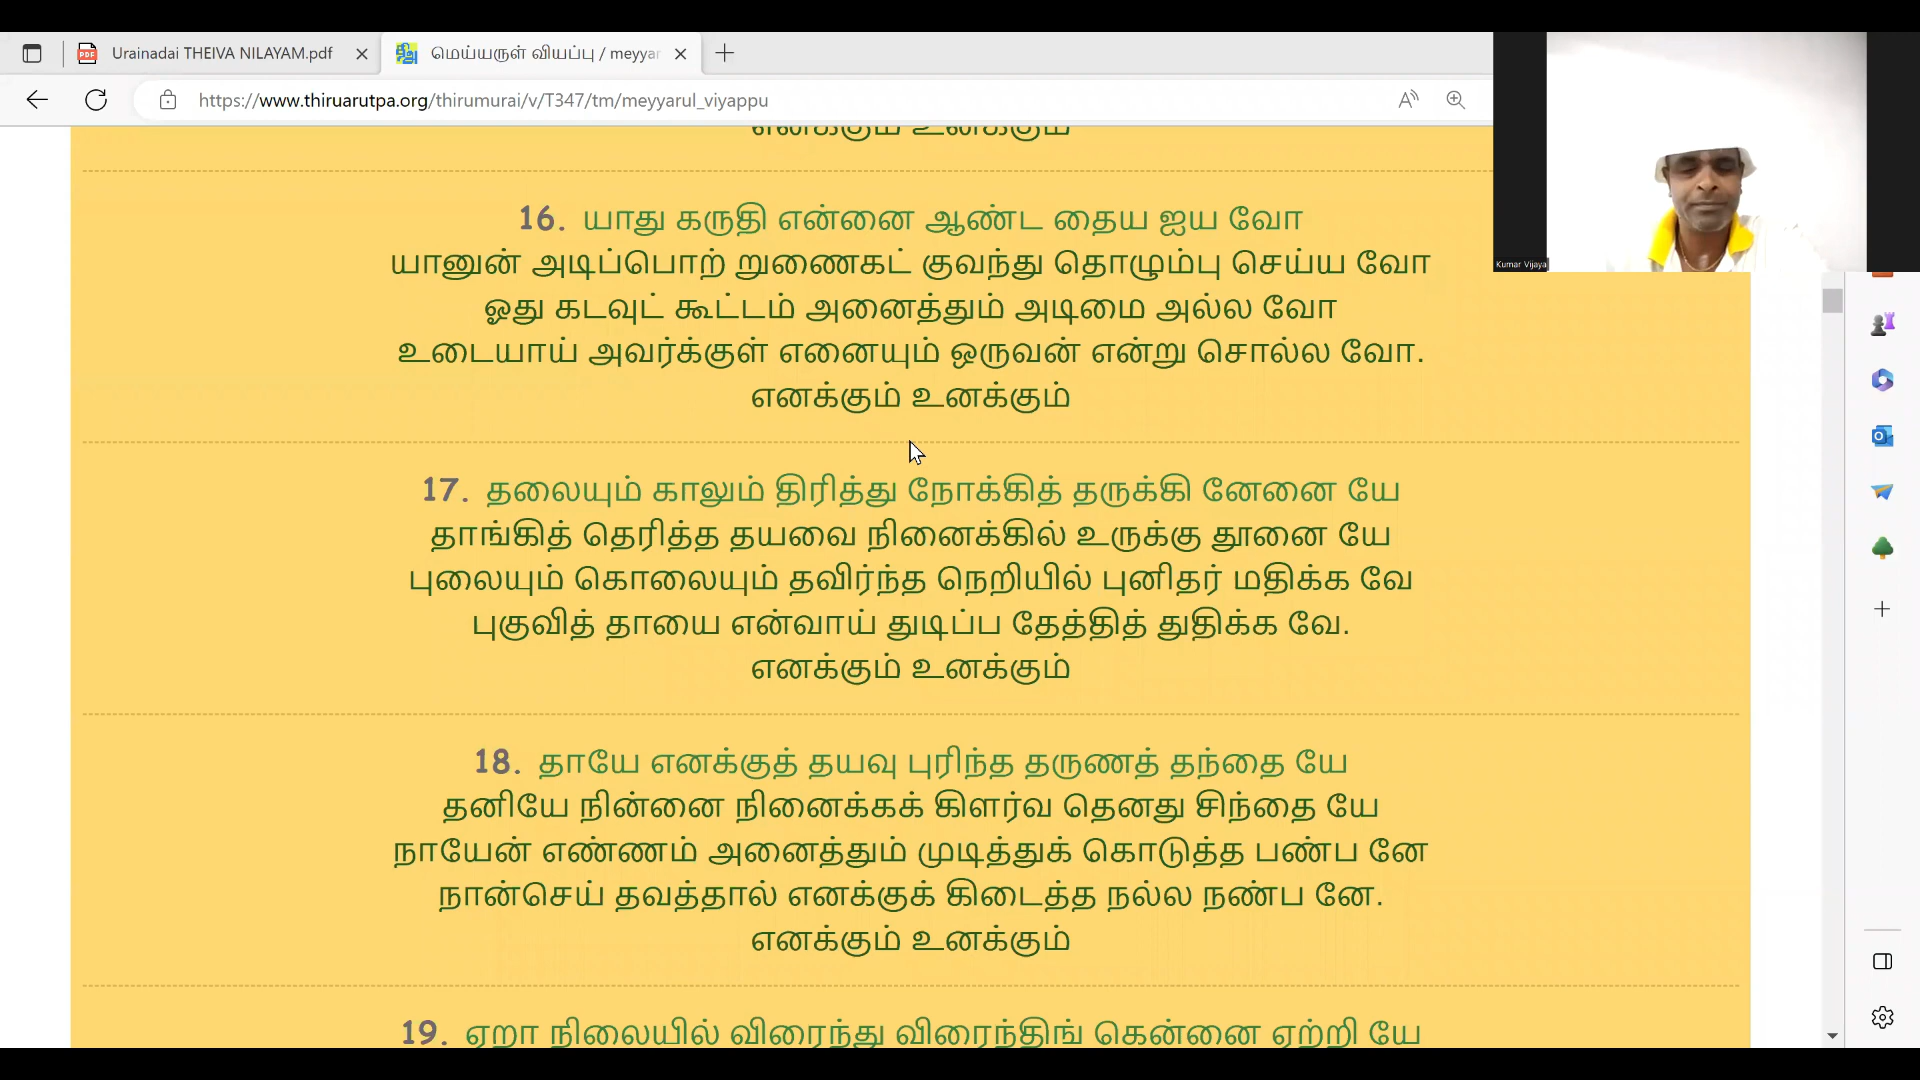 Urainadai THEIVA NILAYAM.pdf
மெய்யருள் வியப்பு / meyyar
https://www.thiruarutpa.org/thirumurai/v/T347/tm/meyyarul_viyappu
எனக்கும் உனக்கும்
16. யாது கருதி என்னை ஆண்ட தைய ஐய வோ
யானுன் அடிப்பொற் றுணைகட் குவந்து தொழும்பு செய்ய வோ
ஓது கடவுட் கூட்டம் அனைத்தும் அடிமை அல்ல வோ
உடையாய் அவர்க்குள் எனையும் ஒருவன் என்று சொல்ல வோ.
எனக்கும் உனக்கும்
17. தலையும் காலும் திரித்து நோக்கித் தருக்கி னேனை யே
தாங்கித் தெரித்த தயவை நினைக்கில் உருக்கு தூனை யே
புலையும் கொலையும் தவிர்ந்த நெறியில் புனிதர் மதிக்க வே
புகுவித் தாயை என்வாய் துடிப்ப தேத்தித் துதிக்க வே.
எனக்கும் உனக்கும்
18. தாயே எனக்குத் தயவு புரிந்த தருணத் தந்தை யே
தனியே நின்னை நினைக்கக் கிளர்வ தெனது சிந்தை யே
நாயேன் எண்ணம் அனைத்தும் முடித்துக் கொடுத்த பண்ப னே
நான்செய் தவத்தால் எனக்குக் கிடைத்த நல்ல நண்ப னே.
எனக்கும் உனக்கும்
19. ஏறா நிலையில் விரைந்து விரைந்திங் கென்னை ஏற்றி யே
Kumar Vijaya